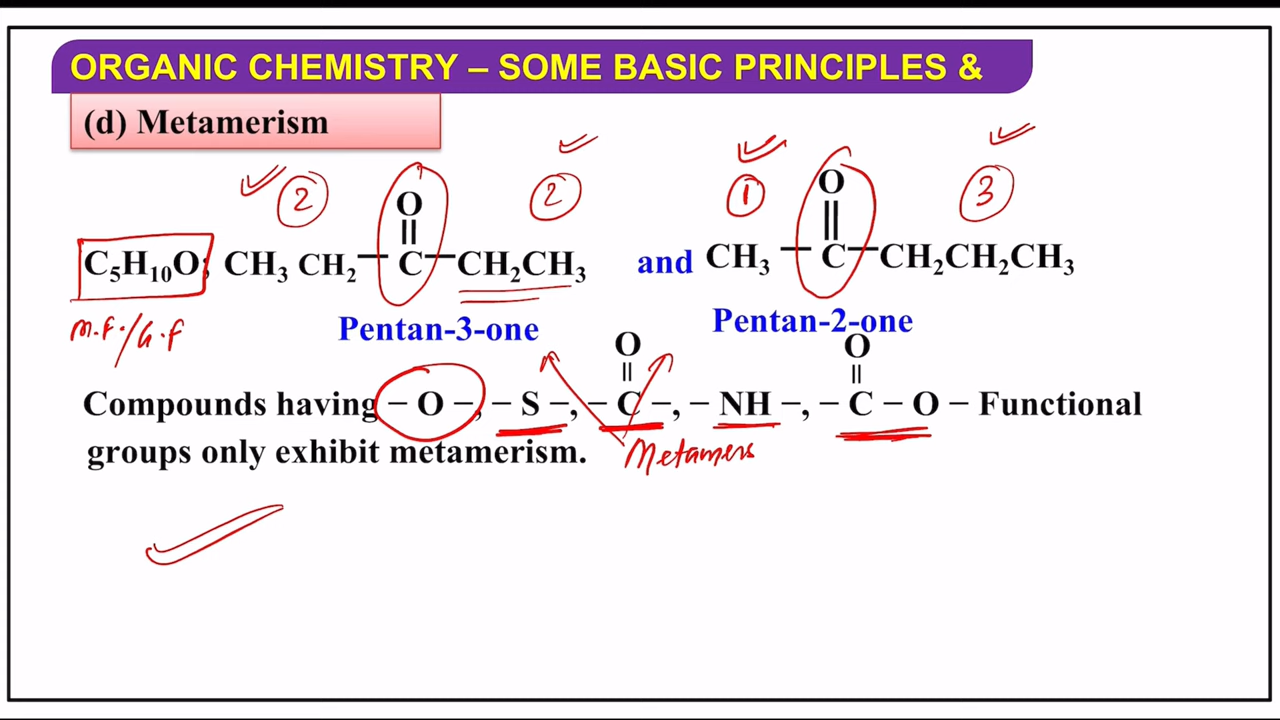 ORGANIC CHEMISTRY – SOME BASIC PRINCIPLES &
(d) Metamerism
2 2 1 3
O O
|| ||
C₅H₁₀O; CH₃ CH₂ – C – CH₂CH₃ and CH₃ – C – CH₂CH₂CH₃
M.F./G.F
Pentan-3-one Pentan-2-one
O O
|| ||
Compounds having – O –, – S –, – C –, – NH –, – C – O – Functional
groups only exhibit metamerism.
Metamers